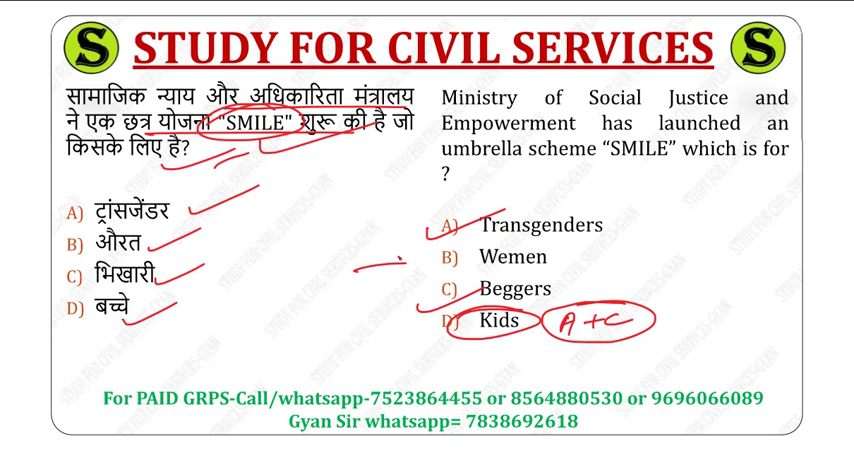 S STUDY FOR CIVIL SERVICES S
सामाजिक न्याय और अधिकारिता मंत्रालय
ने एक छत्र योजना "SMILE" शुरू की है जो
किसके लिए है?
A) ट्रांसजेंडर
B) औरत
C) भिखारी
D) बच्चे
Ministry of Social Justice and
Empowerment has launched an
umbrella scheme “SMILE” which is for
?
A) Transgenders
B) Women
C) Beggers
D) Kids A+C
For PAID GRPS-Call/whatsapp-7523864455 or 8564880530 or 9696066089
Gyan Sir whatsapp= 7838692618